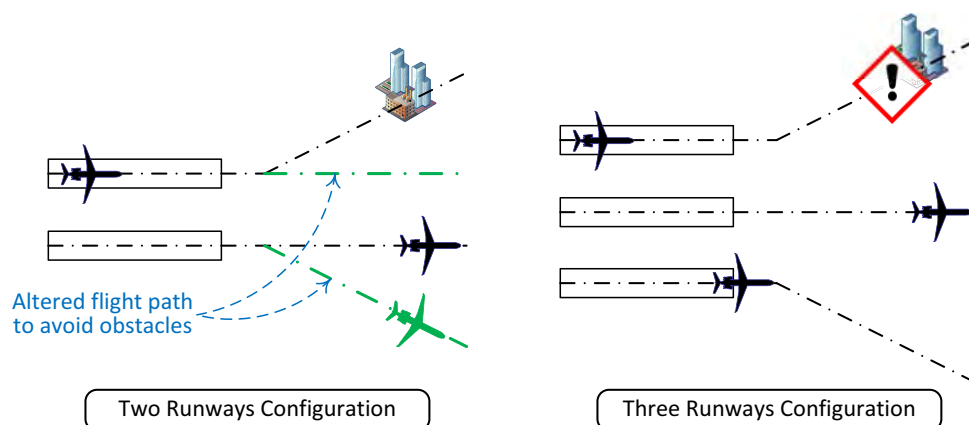 Altered flight path
to avoid obstacles
Two Runways Configuration
Three Runways Configuration